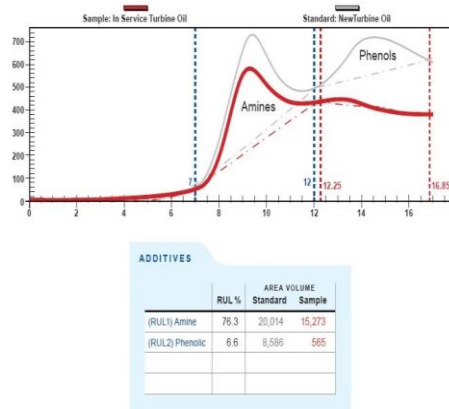 Sample: In Service Turbine Oil Standard: NewTurbine Oil
700
600
500
400
300
200
100
0
Amines
Phenols
7
12
12.25
16.85
0 2 4 6 8 10 12 14 16
ADDITIVES
AREA VOLUME
RUL % Standard Sample
(RUL1) Amine 76.3 20,014 15,273
(RUL2) Phenolic 6.6 8,586 565